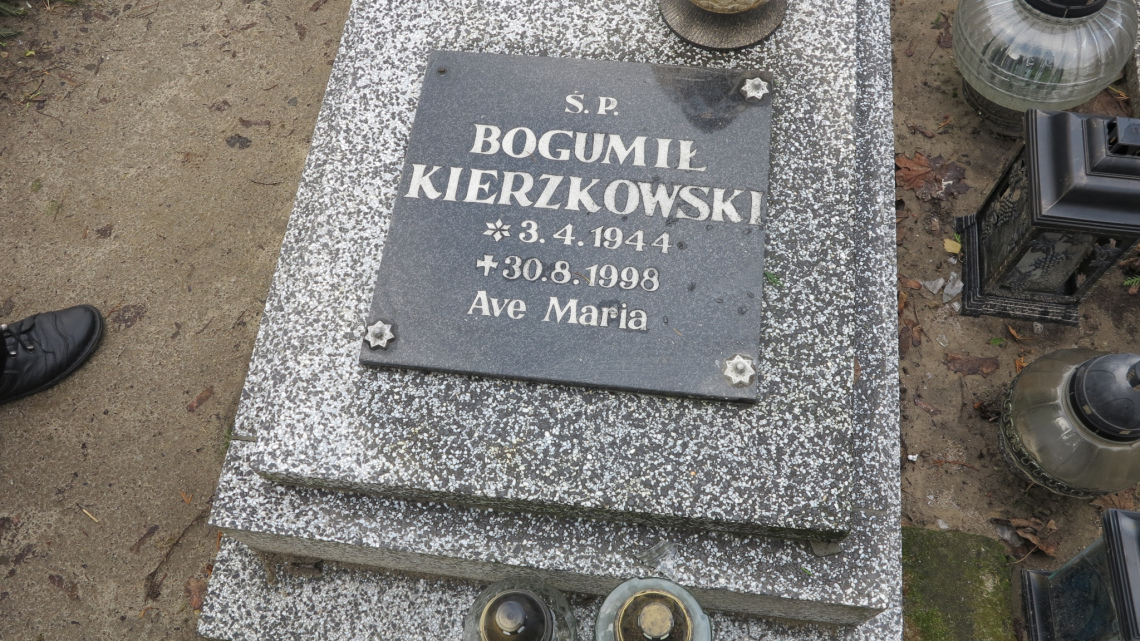 Ś. P.
BOGUMIŁ
KIERZKOWSKI
* 3. 4. 1944
+ 30. 8. 1998
Ave Maria